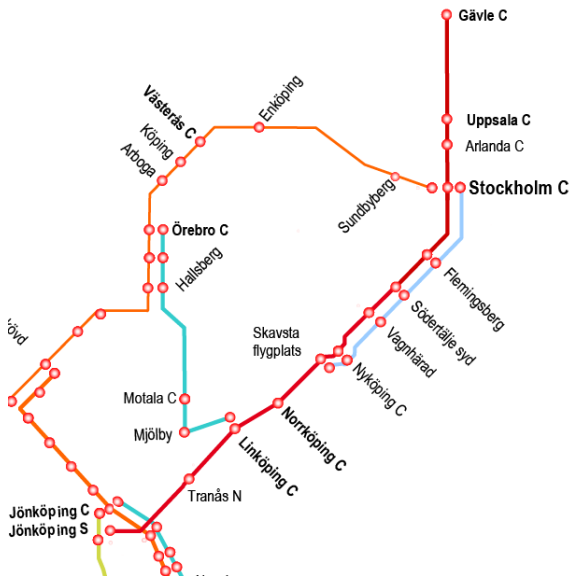 Gävle C
Uppsala C
Arlanda C
Stockholm C
Enköping
Västerås C
Köping
Arboga
Sundbyberg
Örebro C
Hallsberg
Flemingsberg
Södertälje syd
Vagnhärad
Skavsta
flygplats
Nyköping C
Motala C
Mjölby
Norrköping C
Linköping C
Tranås N
Jönköping C
Jönköping S